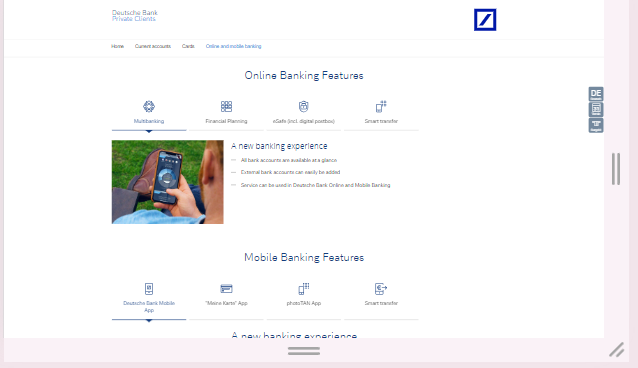 Deutsche Bank
Private Clients
Home Current accounts Cards Online and mobile banking
Online Banking Features
DE
Multibanking Financial Planning eSafe (incl. digital postbox) Smart transfer
A new banking experience
All bank accounts are available at a glance
External bank accounts can easily be added
Service can be used in Deutsche Bank Online and Mobile Banking
Mobile Banking Features
Deutsche Bank Mobile App "Meine Karte" App photoTAN App Smart transfer
A new banking experience